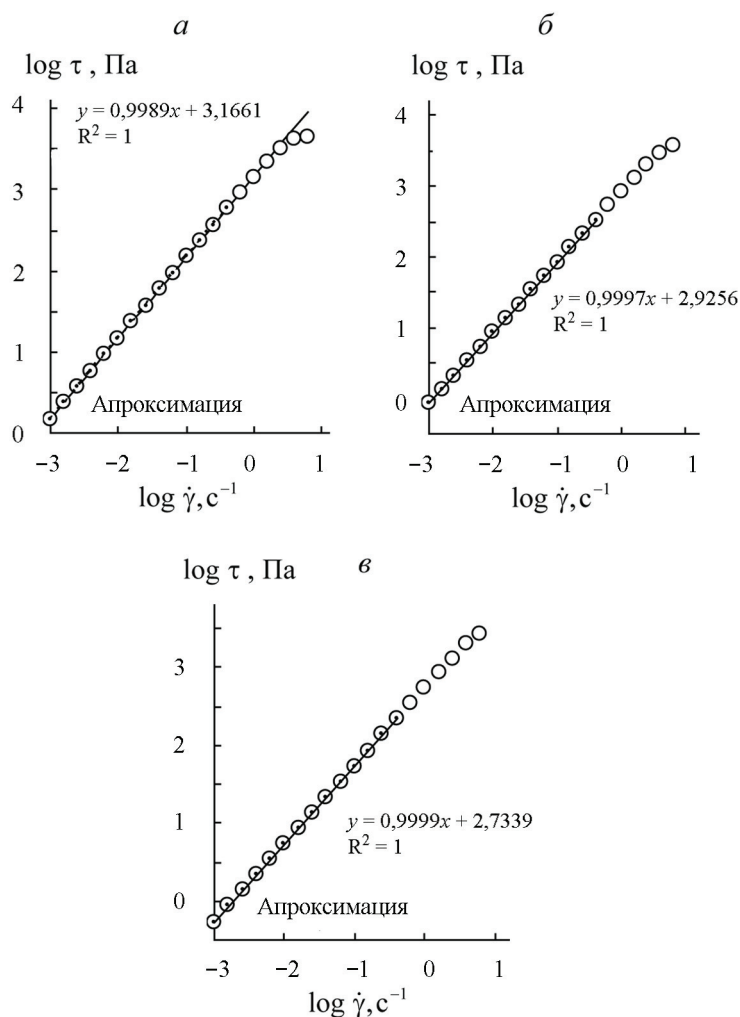 а
log τ , Па
4
3
2
1
0
y = 0,9989x + 3,1661
R² = 1
Апроксимация
−3 −2 −1 0 1
log γ̇, с⁻¹
б
log τ , Па
4
3
2
1
0
y = 0,9997x + 2,9256
R² = 1
Апроксимация
−3 −2 −1 0 1
log γ̇, с⁻¹
в
log τ , Па
3
2
1
0
y = 0,9999x + 2,7339
R² = 1
Апроксимация
−3 −2 −1 0 1
log γ̇, с⁻¹